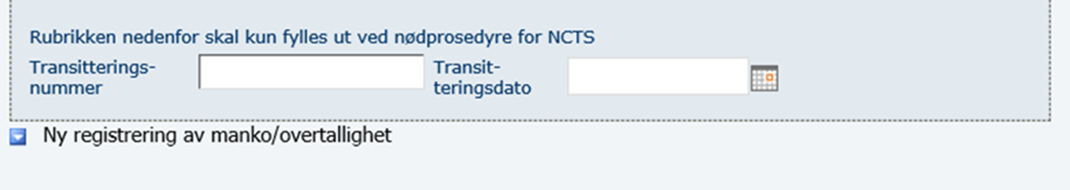 Rubrikken nedenfor skal kun fylles ut ved nødprosedyre for NCTS
Transitterings-
nummer
Transit-
teringsdato
Ny registrering av manko/overtallighet